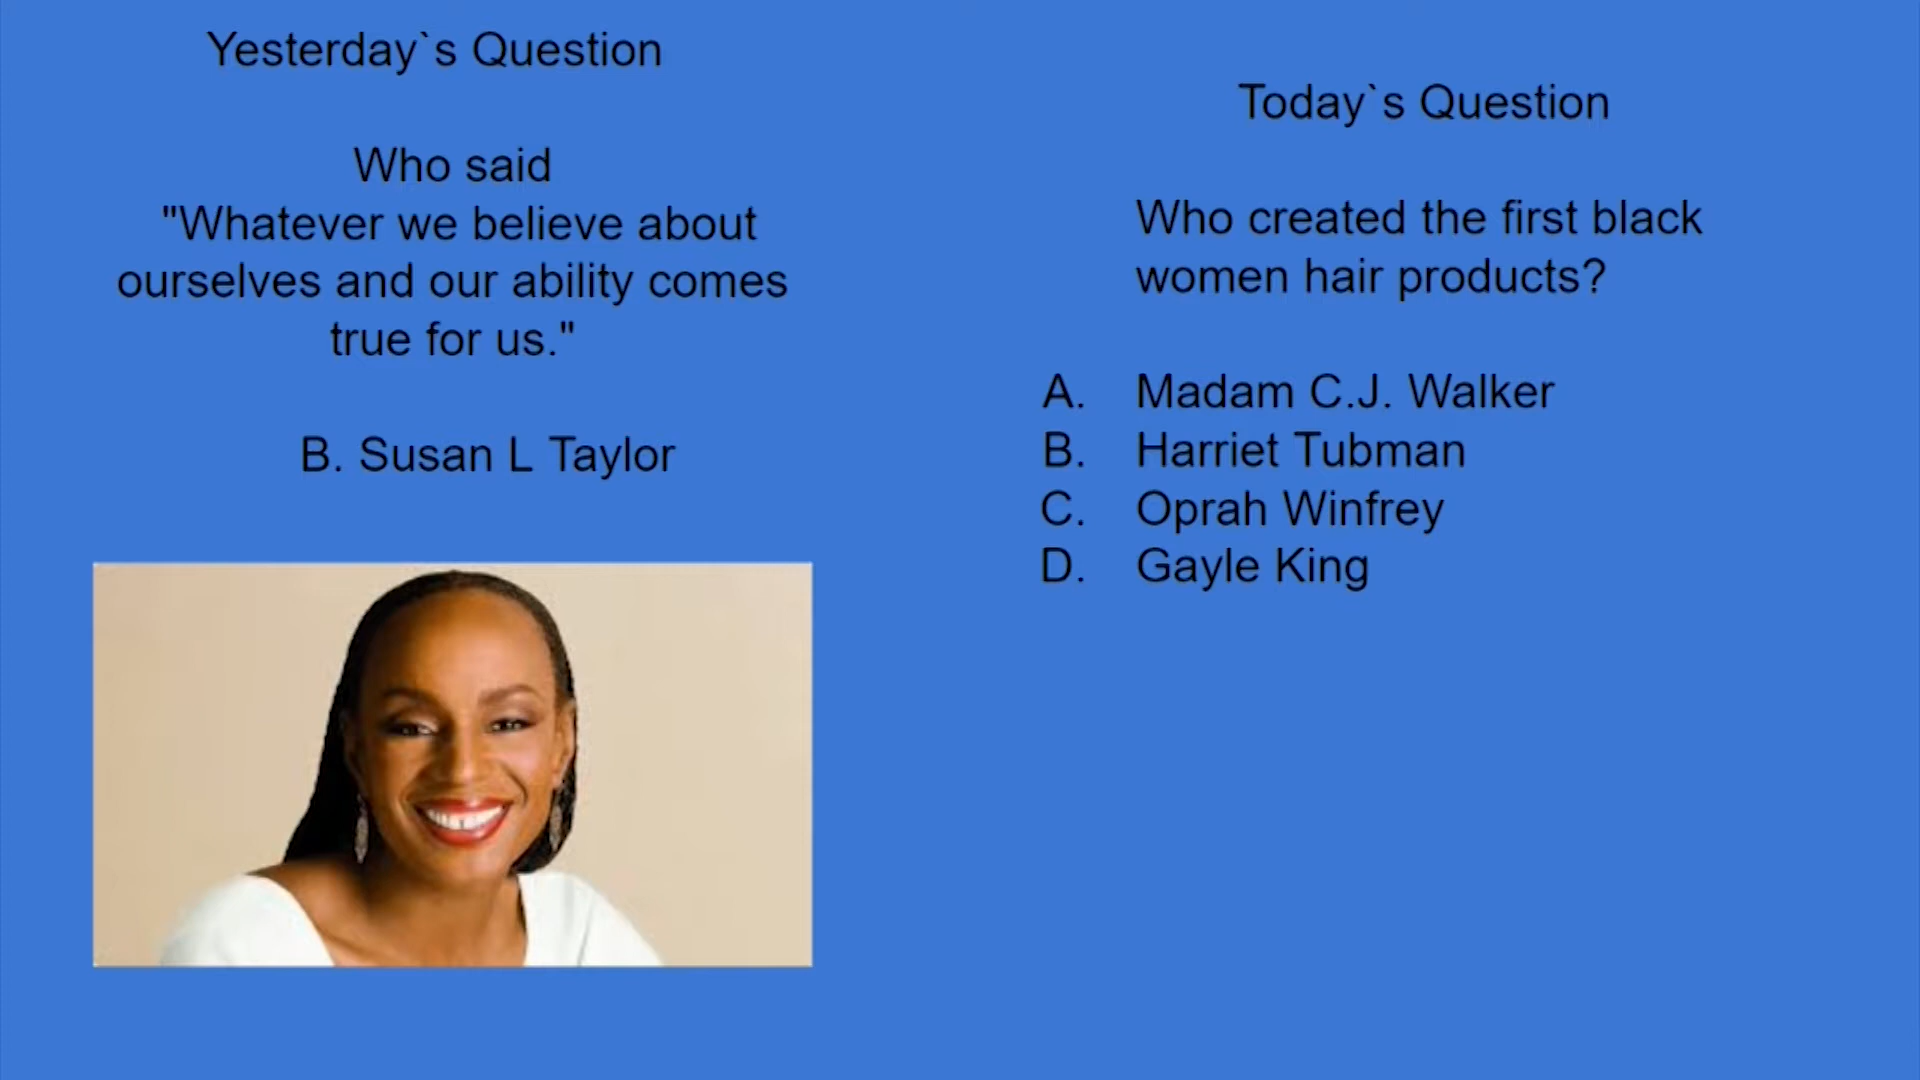 Yesterday`s Question
Who said
"Whatever we believe about
ourselves and our ability comes
true for us."
B. Susan L Taylor
Today`s Question
Who created the first black
women hair products?
A. Madam C.J. Walker
B. Harriet Tubman
C. Oprah Winfrey
D. Gayle King